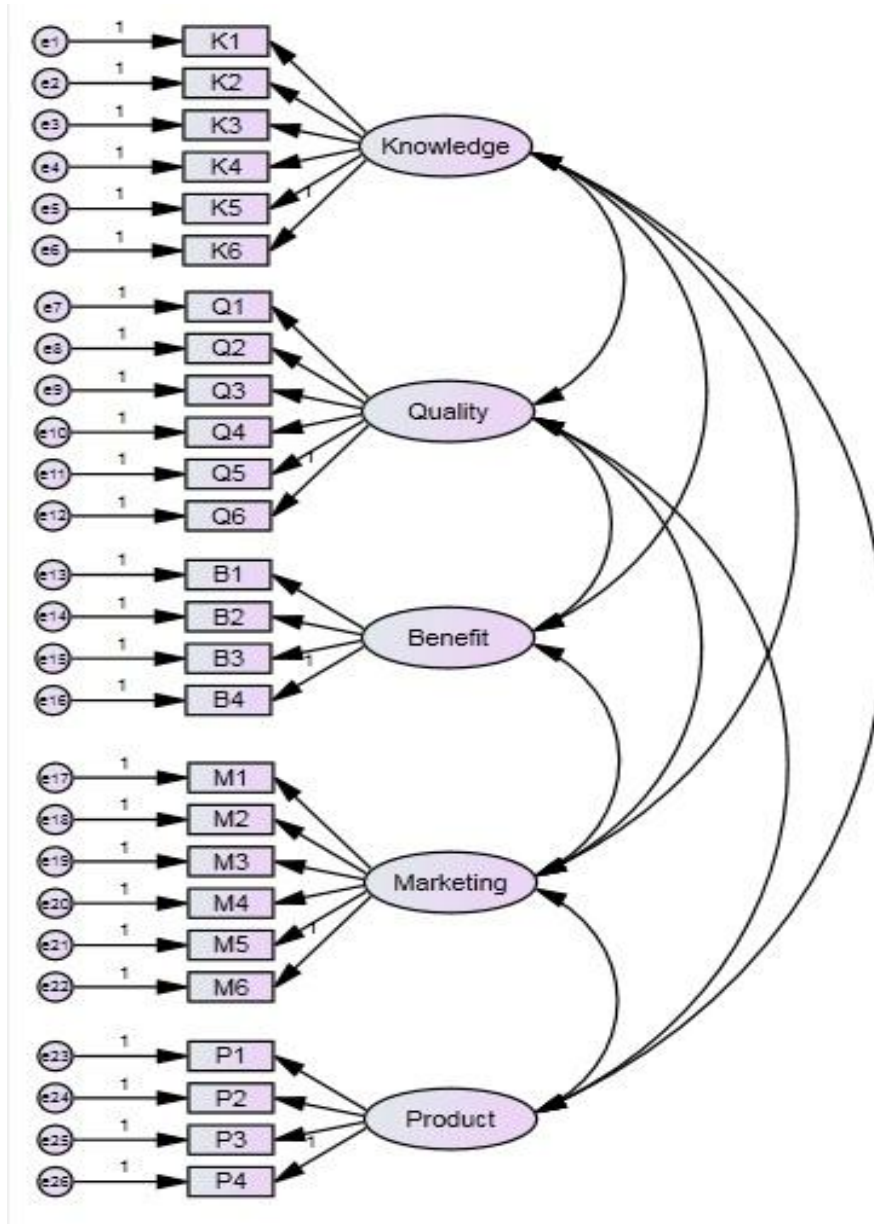 e1 1 K1
e2 1 K2
e3 1 K3
Knowledge
e4 1 K4
e5 1 K5 1
e6 1 K6
e7 1 Q1
e8 1 Q2
e9 1 Q3
Quality
e10 1 Q4
e11 1 Q5 1
e12 1 Q6
e13 1 B1
e14 1 B2
Benefit
e15 1 B3 1
e16 1 B4
e17 1 M1
e18 1 M2
e19 1 M3
Marketing
e20 1 M4
e21 1 M5 1
e22 1 M6
e23 1 P1
e24 1 P2
Product
e25 1 P3 1
e26 1 P4